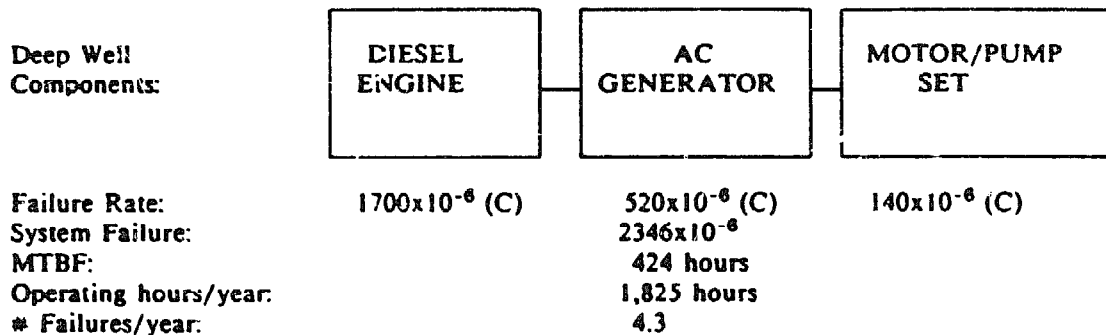 Deep Well Components:
DIESEL ENGINE
AC GENERATOR
MOTOR/PUMP SET
Failure Rate: 1700x10⁻⁶ (C) 520x10⁻⁶ (C) 140x10⁻⁶ (C)
System Failure: 2346x10⁻⁶
MTBF: 424 hours
Operating hours/year: 1,825 hours
# Failures/year: 4.3